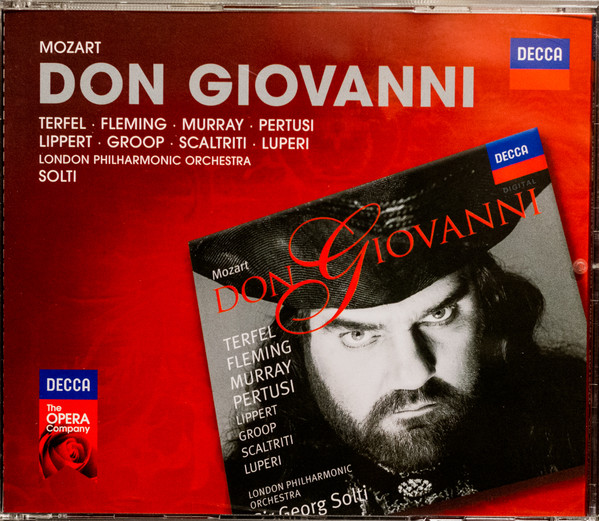 MOZART
DON GIOVANNI
TERFEL · FLEMING · MURRAY · PERTUSI
LIPPERT · GROOP · SCALTRITI · LUPERI
LONDON PHILHARMONIC ORCHESTRA
SOLTI
DECCA
DECCA
DIGITAL
Mozart
DON GIOVANNI
TERFEL
FLEMING
MURRAY
PERTUSI
LIPPERT
GROOP
SCALTRITI
LUPERI
LONDON PHILHARMONIC
ORCHESTRA
Georg Solti
DECCA
The
OPERA
Company